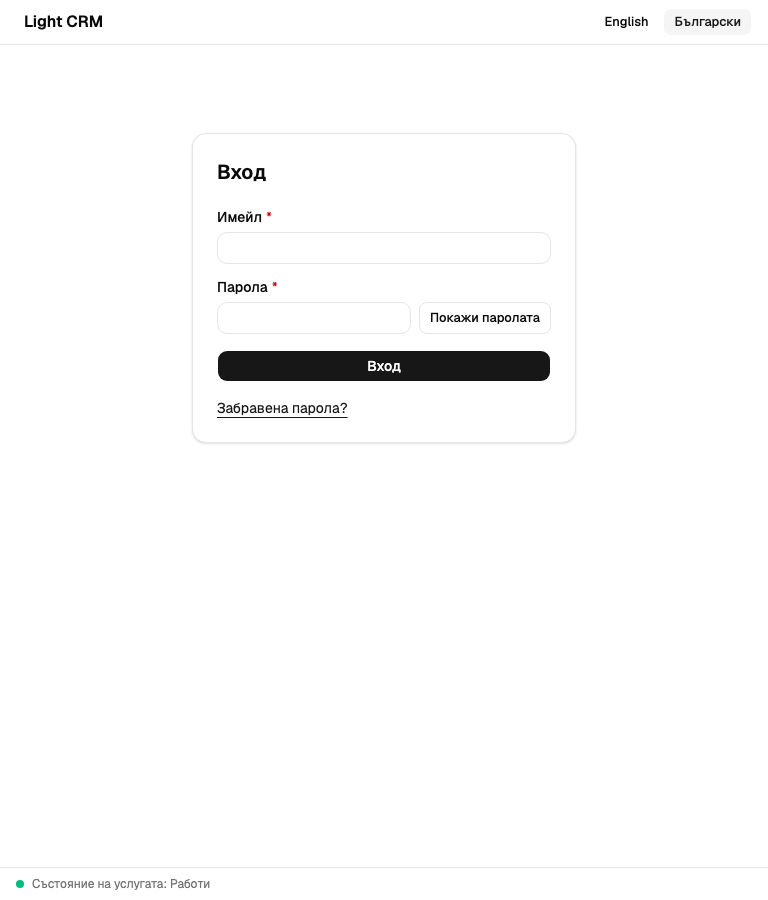 Light CRM
English
Български
Вход
Имейл *
Парола *
Покажи паролата
Вход
Забравена парола?
Състояние на услугата: Работи